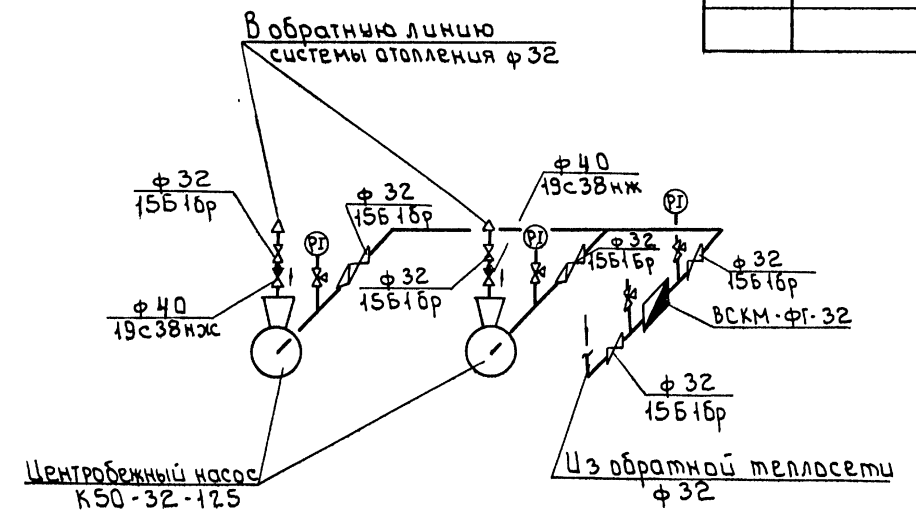 В обратную линию
системы отопления ф 32
ф 32
15Б1бр
ф 32
15Б1бр
ф 40
19с38нж
PI
PI
PI
ф 32
15Б1бр
ф 32
15Б1бр
ф 32
15Б1бр
ф 40
19с38нж
ВСКМ-ФГ-32
ф 32
15Б1бр
Центробежный насос
К50-32-125
Из обратной теплосети
ф 32